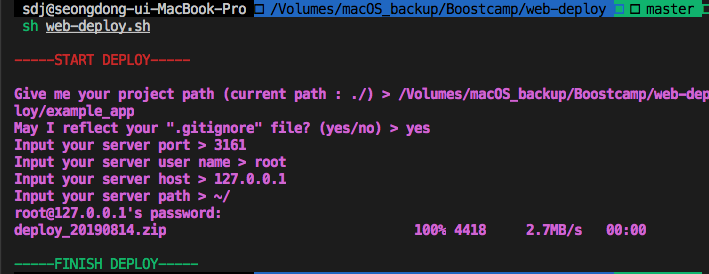 sdj@seongdong-ui-MacBook-Pro /Volumes/macOS_backup/Boostcamp/web-deploy master
sh web-deploy.sh
-----START DEPLOY-----
Give me your project path (current path : ./) > /Volumes/macOS_backup/Boostcamp/web-dep
loy/example_app
May I reflect your ".gitignore" file? (yes/no) > yes
Input your server port > 3161
Input your server user name > root
Input your server host > 127.0.0.1
Input your server path > ~/
root@127.0.0.1's password:
deploy_20190814.zip 100% 4418 2.7MB/s 00:00
-----FINISH DEPLOY-----